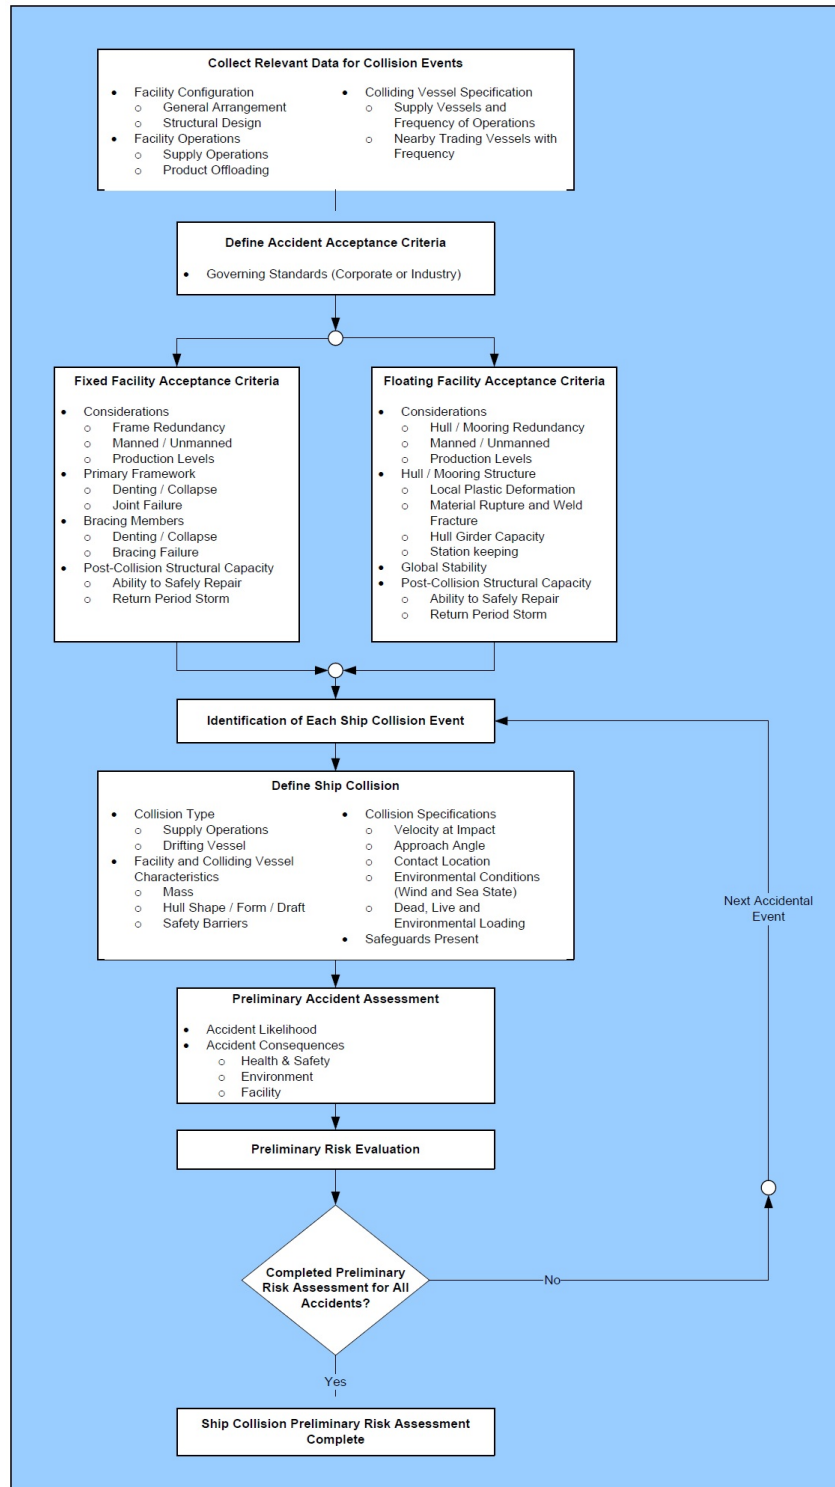 Collect Relevant Data for Collision Events
• Facility Configuration
o General Arrangement
o Structural Design
• Facility Operations
o Supply Operations
o Product Offloading
• Colliding Vessel Specification
o Supply Vessels and
Frequency of Operations
o Nearby Trading Vessels with
Frequency
Define Accident Acceptance Criteria
• Governing Standards (Corporate or Industry)
Fixed Facility Acceptance Criteria
• Considerations
o Frame Redundancy
o Manned / Unmanned
o Production Levels
• Primary Framework
o Denting / Collapse
o Joint Failure
• Bracing Members
o Denting / Collapse
o Bracing Failure
• Post-Collision Structural Capacity
o Ability to Safely Repair
o Return Period Storm
Floating Facility Acceptance Criteria
• Considerations
o Hull / Mooring Redundancy
o Manned / Unmanned
o Production Levels
• Hull / Mooring Structure
o Local Plastic Deformation
o Material Rupture and Weld
Fracture
o Hull Girder Capacity
o Station keeping
• Global Stability
• Post-Collision Structural Capacity
o Ability to Safely Repair
o Return Period Storm
Identification of Each Ship Collision Event
Define Ship Collision
• Collision Type
o Supply Operations
o Drifting Vessel
• Facility and Colliding Vessel
Characteristics
o Mass
o Hull Shape / Form / Draft
o Safety Barriers
• Collision Specifications
o Velocity at Impact
o Approach Angle
o Contact Location
o Environmental Conditions
(Wind and Sea State)
o Dead, Live and
Environmental Loading
• Safeguards Present
Next Accidental
Event
Preliminary Accident Assessment
• Accident Likelihood
• Accident Consequences
o Health & Safety
o Environment
o Facility
Preliminary Risk Evaluation
Completed Preliminary
Risk Assessment for All
Accidents?
No
Yes
Ship Collision Preliminary Risk Assessment
Complete